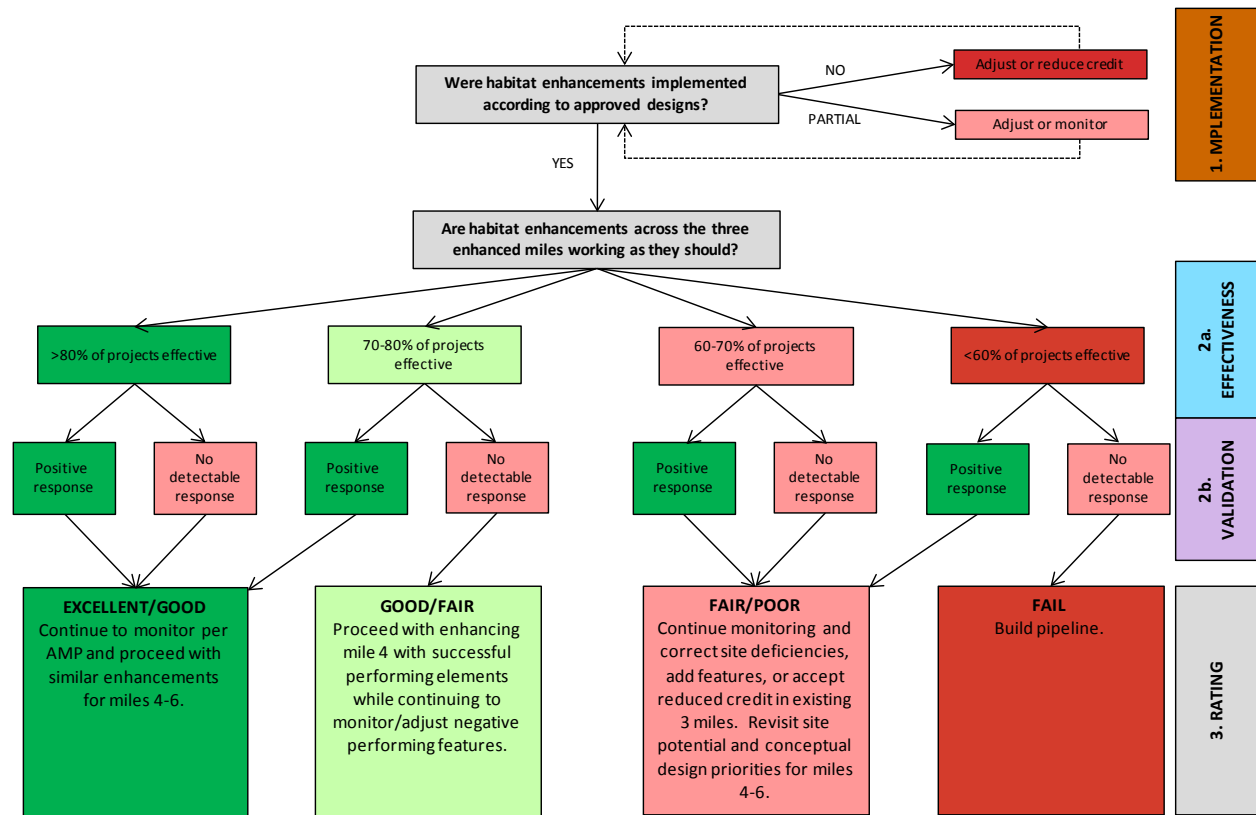 Were habitat enhancements implemented
according to approved designs?
NO
Adjust or reduce credit
PARTIAL
Adjust or monitor
YES
1. MPLEMENTATION
Are habitat enhancements across the three
enhanced miles working as they should?
>80% of projects effective
70-80% of projects
effective
60-70% of projects
effective
<60% of projects effective
2a.
EFFECTIVENESS
Positive
response
No
detectable
response
Positive
response
No
detectable
response
Positive
response
No
detectable
response
Positive
response
No
detectable
response
2b.
VALIDATION
EXCELLENT/GOOD
Continue to monitor per
AMP and proceed with
similar enhancements
for miles 4-6.
GOOD/FAIR
Proceed with enhancing
mile 4 with successful
performing elements
while continuing to
monitor/adjust negative
performing features.
FAIR/POOR
Continue monitoring and
correct site deficiencies,
add features, or accept
reduced credit in existing
3 miles. Revisit site
potential and conceptual
design priorities for miles
4-6.
FAIL
Build pipeline.
3. RATING